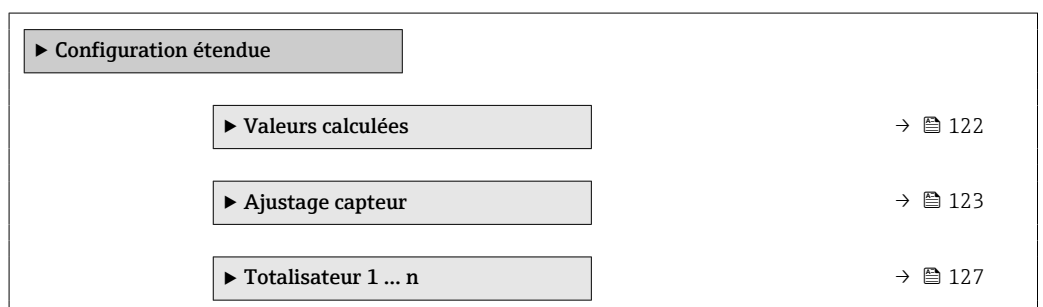 ▶ Configuration étendue
▶ Valeurs calculées → 122
▶ Ajustage capteur → 123
▶ Totalisateur 1 ... n → 127